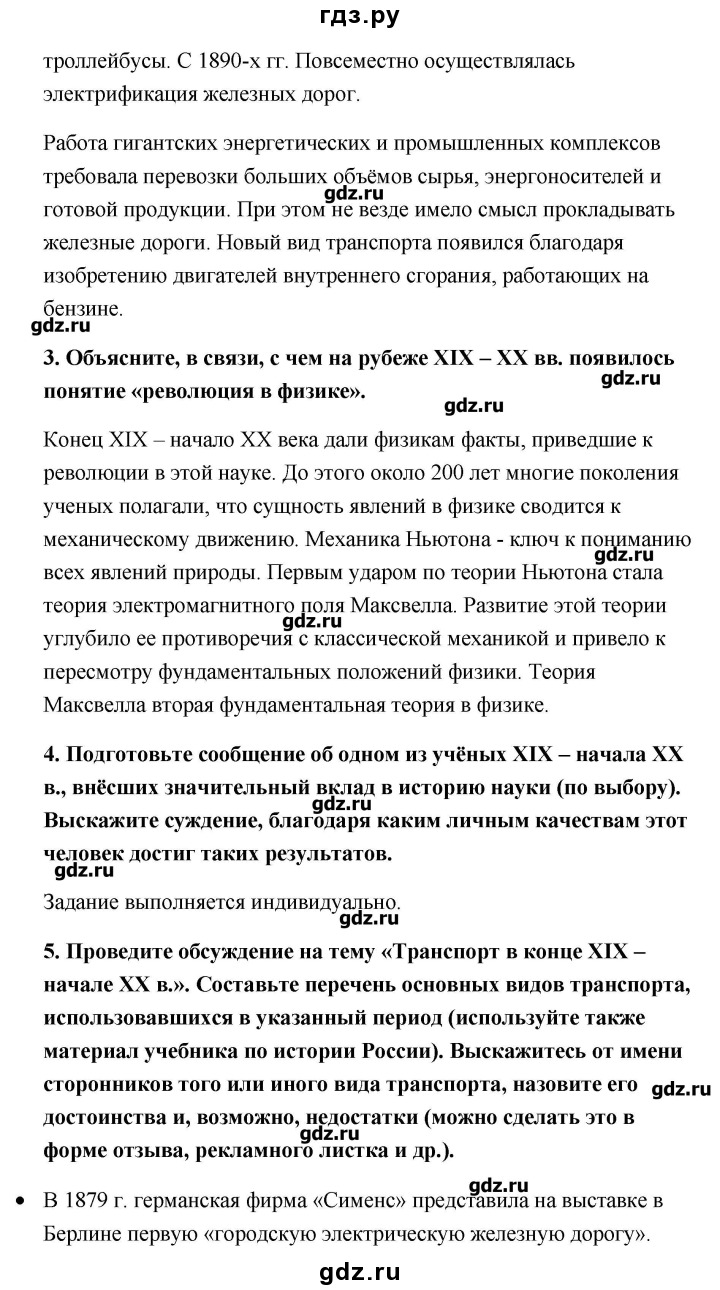 гдз.ру
троллейбусы. С 1890-х гг. Повсеместно осуществлялась
электрификация железных дорог.
Работа гигантских энергетических и промышленных комплексов
требовала перевозки больших объёмов сырья, энергоносителей и
gdz.ru
готовой продукции. При этом не везде имело смысл прокладывать
железные дороги. Новый вид транспорта появился благодаря
изобретению двигателей внутреннего сгорания, работающих на
бензине.
gdz.ru
3. Объясните, в связи, с чем на рубеже XIX – XX вв. появилось
gdz.ru
понятие «революция в физике».
gdz.ru
Конец XIX – начало XX века дали физикам факты, приведшие к
революции в этой науке. До этого около 200 лет многие поколения
ученых полагали, что сущность явлений в физике сводится к
механическому движению. Механика Ньютона - ключ к пониманию
gdz.ru
всех явлений природы. Первым ударом по теории Ньютона стала
теория электромагнитного поля Максвелла. Развитие этой теории
gdz.ru
углубило ее противоречия с классической механикой и привело к
пересмотру фундаментальных положений физики. Теория
Максвелла вторая фундаментальная теория в физике.
4. Подготовьте сообщение об одном из учёных XIX – начала XX
в., внёсших значительный вклад в историю науки (по выбору).
gdz.ru
Выскажите суждение, благодаря каким личным качествам этот
человек достиг таких результатов.
gdz.ru
Задание выполняется индивидуально.
gdz.ru
5. Проведите обсуждение на тему «Транспорт в конце XIX –
начале XX в.». Составьте перечень основных видов транспорта,
использовавшихся в указанный период (используйте также
материал учебника по истории России). Выскажитесь от имени
сторонников того или иного вида транспорта, назовите его
gdz.ru
достоинства и, возможно, недостатки (можно сделать это в
gdz.ru
форме отзыва, рекламного листка и др.).
gdz.ru
• В 1879 г. германская фирма «Сименс» представила на выставке в
Берлине первую «городскую электрическую железную дорогу».
gdz.ru